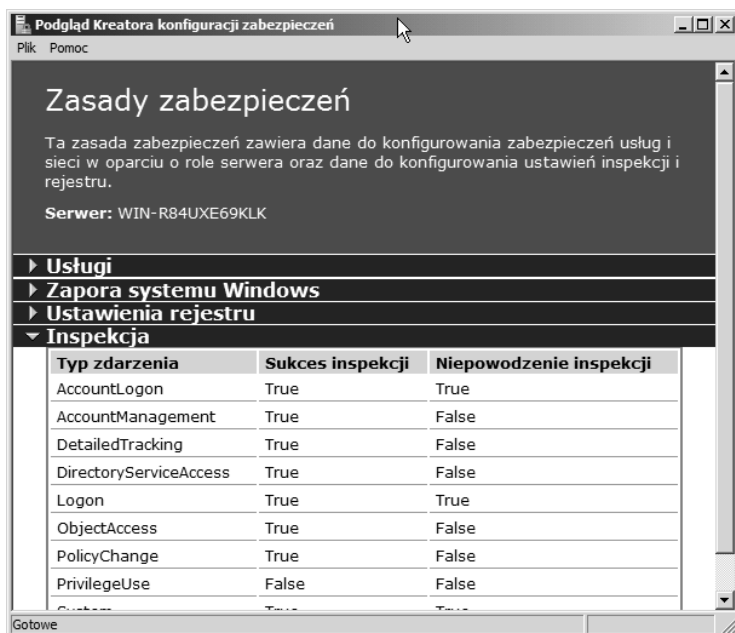 Podgląd Kreatora konfiguracji zabezpieczeń
Plik Pomoc
Zasady zabezpieczeń
Ta zasada zabezpieczeń zawiera dane do konfigurowania zabezpieczeń usług i
sieci w oparciu o role serwera oraz dane do konfigurowania ustawień inspekcji i
rejestru.
Serwer: WIN-R84UXE69KLK
Usługi
Zapora systemu Windows
Ustawienia rejestru
Inspekcja
Typ zdarzenia Sukces inspekcji Niepowodzenie inspekcji
AccountLogon True True
AccountManagement True False
DetailedTracking True False
DirectoryServiceAccess True False
Logon True True
ObjectAccess True False
PolicyChange True False
PrivilegeUse False False
System True True
Gotowe